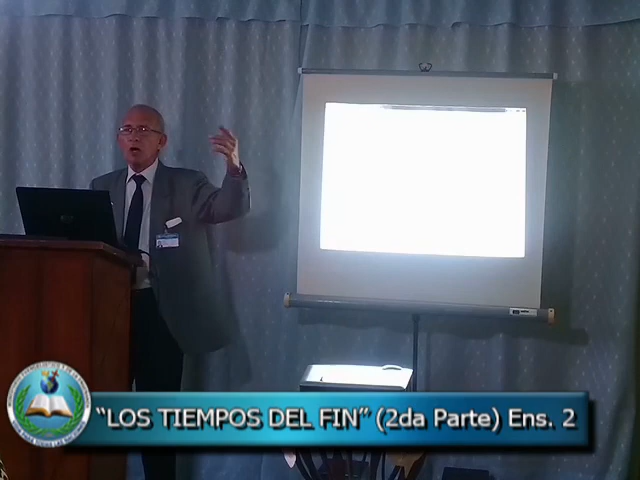 “LOS TIEMPOS DEL FIN” (2da Parte) Ens. 2